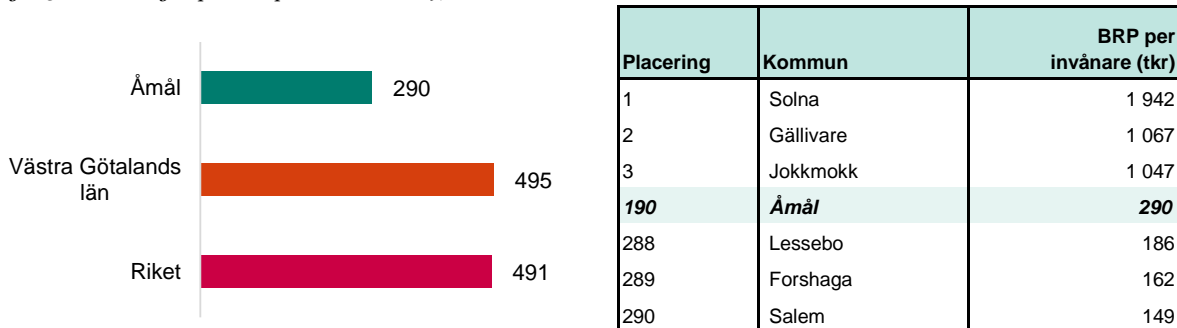 Åmål
290
Västra Götalands
län
495
Riket
491
BRP per
Placering Kommun invånare (tkr)
1 Solna 1 942
2 Gällivare 1 067
3 Jokkmokk 1 047
190 Åmål 290
288 Lessebo 186
289 Forshaga 162
290 Salem 149